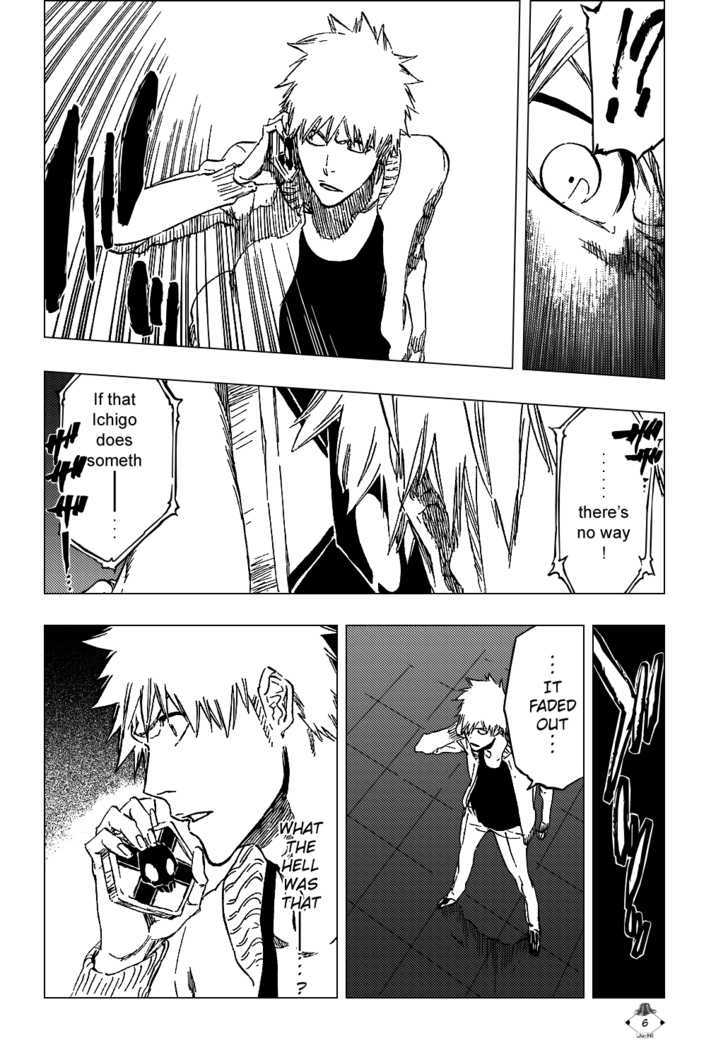 !!
......
there's
no way
!
If that
Ichigo
does
someth
—...
...
IT
FADED
OUT
...
WHAT
THE
HELL
WAS
THAT
—......?
6